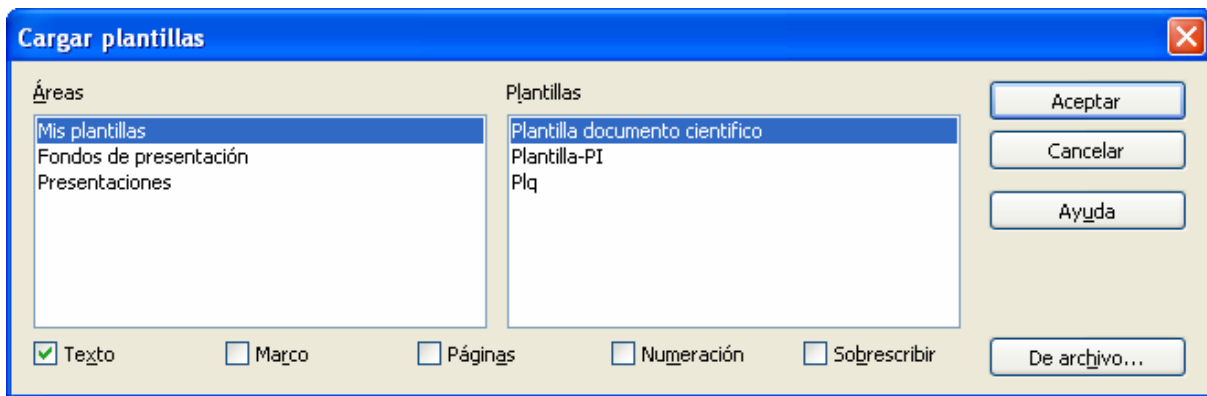 Cargar plantillas
Áreas
Mis plantillas
Fondos de presentación
Presentaciones
Plantillas
Plantilla documento cientifico
Plantilla-PI
Plq
Aceptar
Cancelar
Ayuda
Texto
Marco
Páginas
Numeración
Sobrescribir
De archivo...